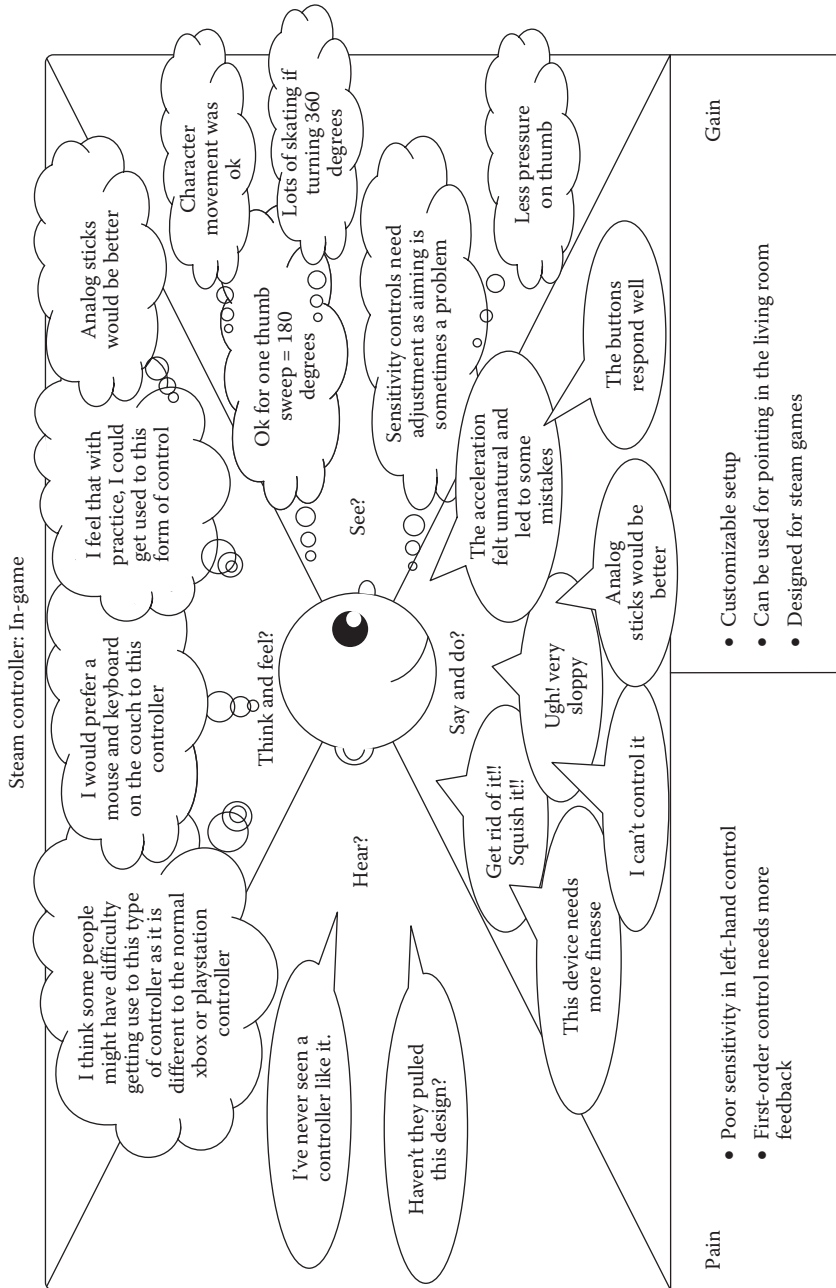 Steam controller: In-game
I think some people
might have difficulty
getting use to this type
of controller as it is
different to the normal
xbox or playstation
controller
I would prefer a
mouse and keyboard
on the couch to this
controller
I feel that with
practice, I could
get used to this
form of control
Analog sticks
would be better
Think and feel?
Character
movement was
ok
Ok for one thumb
sweep = 180
degrees
Lots of skating if
turning 360
degrees
See?
Sensitivity controls need
adjustment as aiming is
sometimes a problem
Less pressure
on thumb
Hear?
I've never seen a
controller like it.
Haven't they pulled
this design?
Say and do?
Get rid of it!!
Squish it!!
This device needs
more finesse
Ugh! very
sloppy
I can't control it
The acceleration
felt unnatural and
led to some
mistakes
Analog
sticks would be
better
The buttons
respond well
Pain
• Poor sensitivity in left-hand control
• First-order control needs more
feedback
Gain
• Customizable setup
• Can be used for pointing in the living room
• Designed for steam games